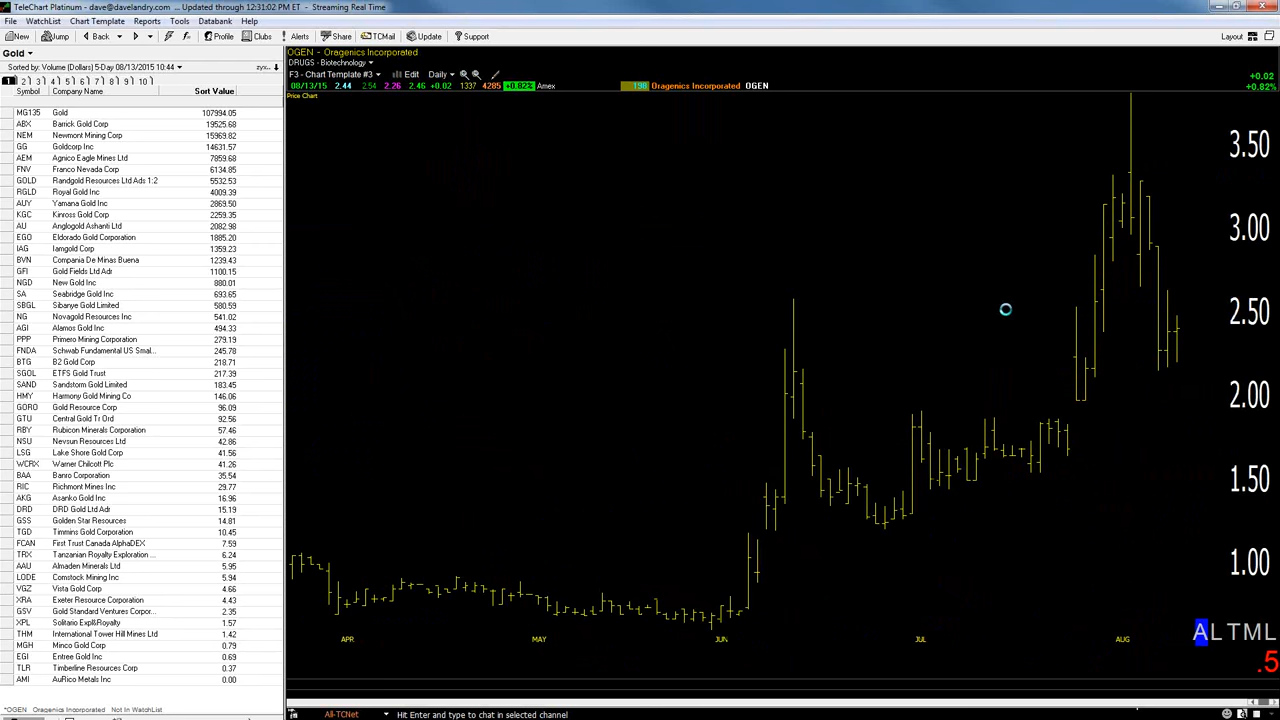 TeleChart Platinum - dave@davelandry.com ... Updated through 12:31:02 PM ET - Streaming Real Time
File WatchList Chart Template Reports Tools Databank Help
New Jump Back Profile Clubs Alerts Share TCMail Update Support Layout
Gold
Sorted by: Volume (Dollars) 5-Day 08/13/2015 10:44
1 2 3 4 5 6 7 8 9 10
Symbol Company Name Sort Value
MG135 Gold 107994.05
ABX Barrick Gold Corp 19525.68
NEM Newmont Mining Corp 15969.82
GG Goldcorp Inc 14631.57
AEM Agnico Eagle Mines Ltd 7859.68
FNV Franco Nevada Corp 6134.85
GOLD Randgold Resources Ltd Ads 1:2 5532.53
RGLD Royal Gold Inc 4009.39
AUY Yamana Gold Inc 2869.50
KGC Kinross Gold Corp 2259.35
AU Anglogold Ashanti Ltd 2082.98
EGO Eldorado Gold Corporation 1885.20
IAG Iamgold Corp 1359.23
BVN Compania De Minas Buena 1239.43
GFI Gold Fields Ltd Adr 1100.15
NGD New Gold Inc 880.01
SA Seabridge Gold Inc 693.65
SBGL Sibanye Gold Limited 580.59
NG Novagold Resources Inc 541.02
AGI Alamos Gold Inc 494.33
PPP Primero Mining Corporation 279.19
FNDA Schwab Fundamental US Smal... 245.78
BTG B2 Gold Corp 218.71
SGOL ETFS Gold Trust 217.39
SAND Sandstorm Gold Limited 183.45
HMY Harmony Gold Mining Co 146.06
GORO Gold Resource Corp 96.09
GTU Central Gold Tr Ord 92.56
RBY Rubicon Minerals Corporation 57.46
NSU Nevsun Resources Ltd 42.86
LSG Lake Shore Gold Corp 41.56
WCRX Warner Chilcott Plc 41.26
BAA Banro Corporation 35.54
RIC Richmont Mines Inc 29.77
AKG Asanko Gold Inc 16.96
DRD DRD Gold Ltd Adr 15.19
GSS Golden Star Resources 14.81
TGD Timmins Gold Corporation 10.45
FCAN First Trust Canada AlphaDEX 7.59
TRX Tanzanian Royalty Exploration ... 6.24
AAU Almaden Minerals Ltd 5.95
LODE Comstock Mining Inc 5.94
VGZ Vista Gold Corp 4.66
XRA Exeter Resource Corporation 4.43
GSV Gold Standard Ventures Corpor... 2.35
XPL Solitario Expl&Royalty 1.57
THM International Tower Hill Mines Ltd 1.42
MGH Minco Gold Corp 0.79
EGI Entree Gold Inc 0.69
TLR Timberline Resources Corp 0.37
AMI AuRico Metals Inc 0.00
*OGEN Oragenics Incorporated Not In WatchList
OGEN - Oragenics Incorporated
DRUGS - Biotechnology
F3 - Chart Template #3 Edit Daily
+0.02
08/13/15 2.44 2.54 2.26 2.46 +0.02 1337 4285 +0.82% Amex 198 Oragenics Incorporated OGEN
+0.82%
Price Chart
3.50
3.00
2.50
2.00
1.50
1.00
APR MAY JUN JUL AUG
ALTML
.5
All-TCNet Hit Enter and type to chat in selected channel